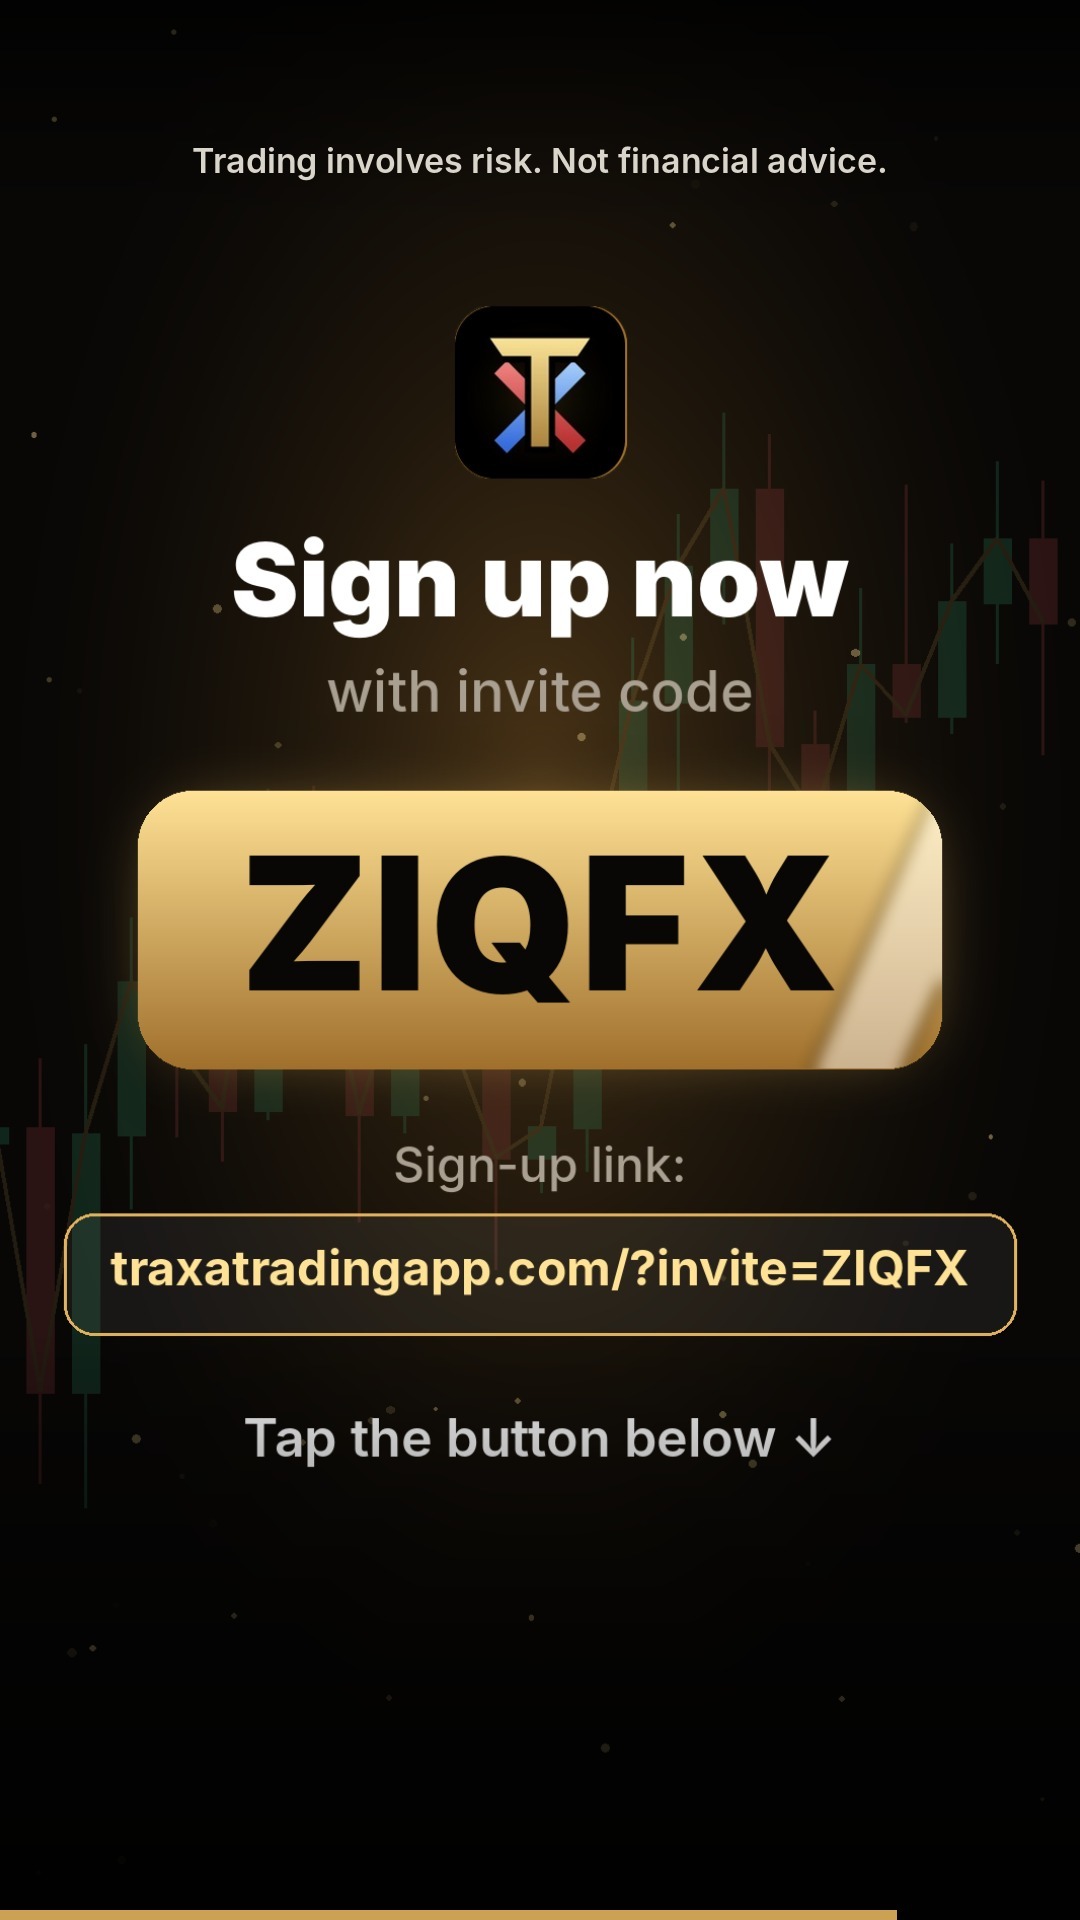 Trading involves risk. Not financial advice.
Sign up now
with invite code
ZIQFX
Sign-up link:
traxatradingapp.com/?invite=ZIQFX
Tap the button below ↓